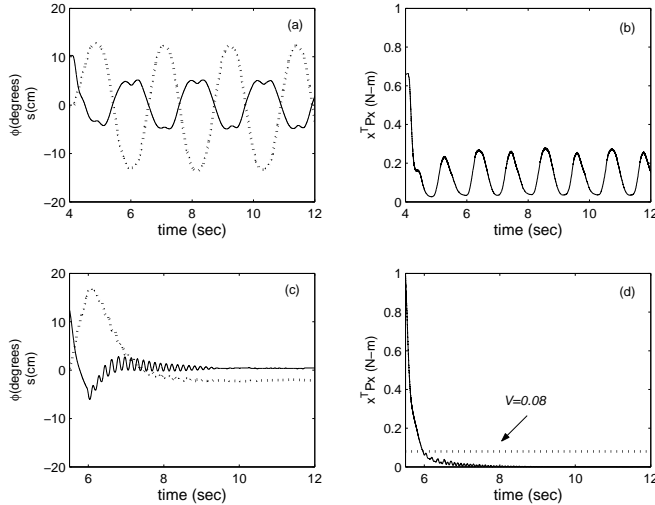 (a)
φ(degrees)
s(cm)
20
10
0
−10
−20
4 6 8 10 12
time (sec)
(b)
xᵀPx (N−m)
1
0.8
0.6
0.4
0.2
0
4 6 8 10 12
time (sec)
(c)
φ(degrees)
s(cm)
20
10
0
−10
−20
6 8 10 12
time (sec)
(d)
xᵀPx (N−m)
1
0.8
0.6
0.4
0.2
0
V=0.08
6 8 10 12
time (sec)